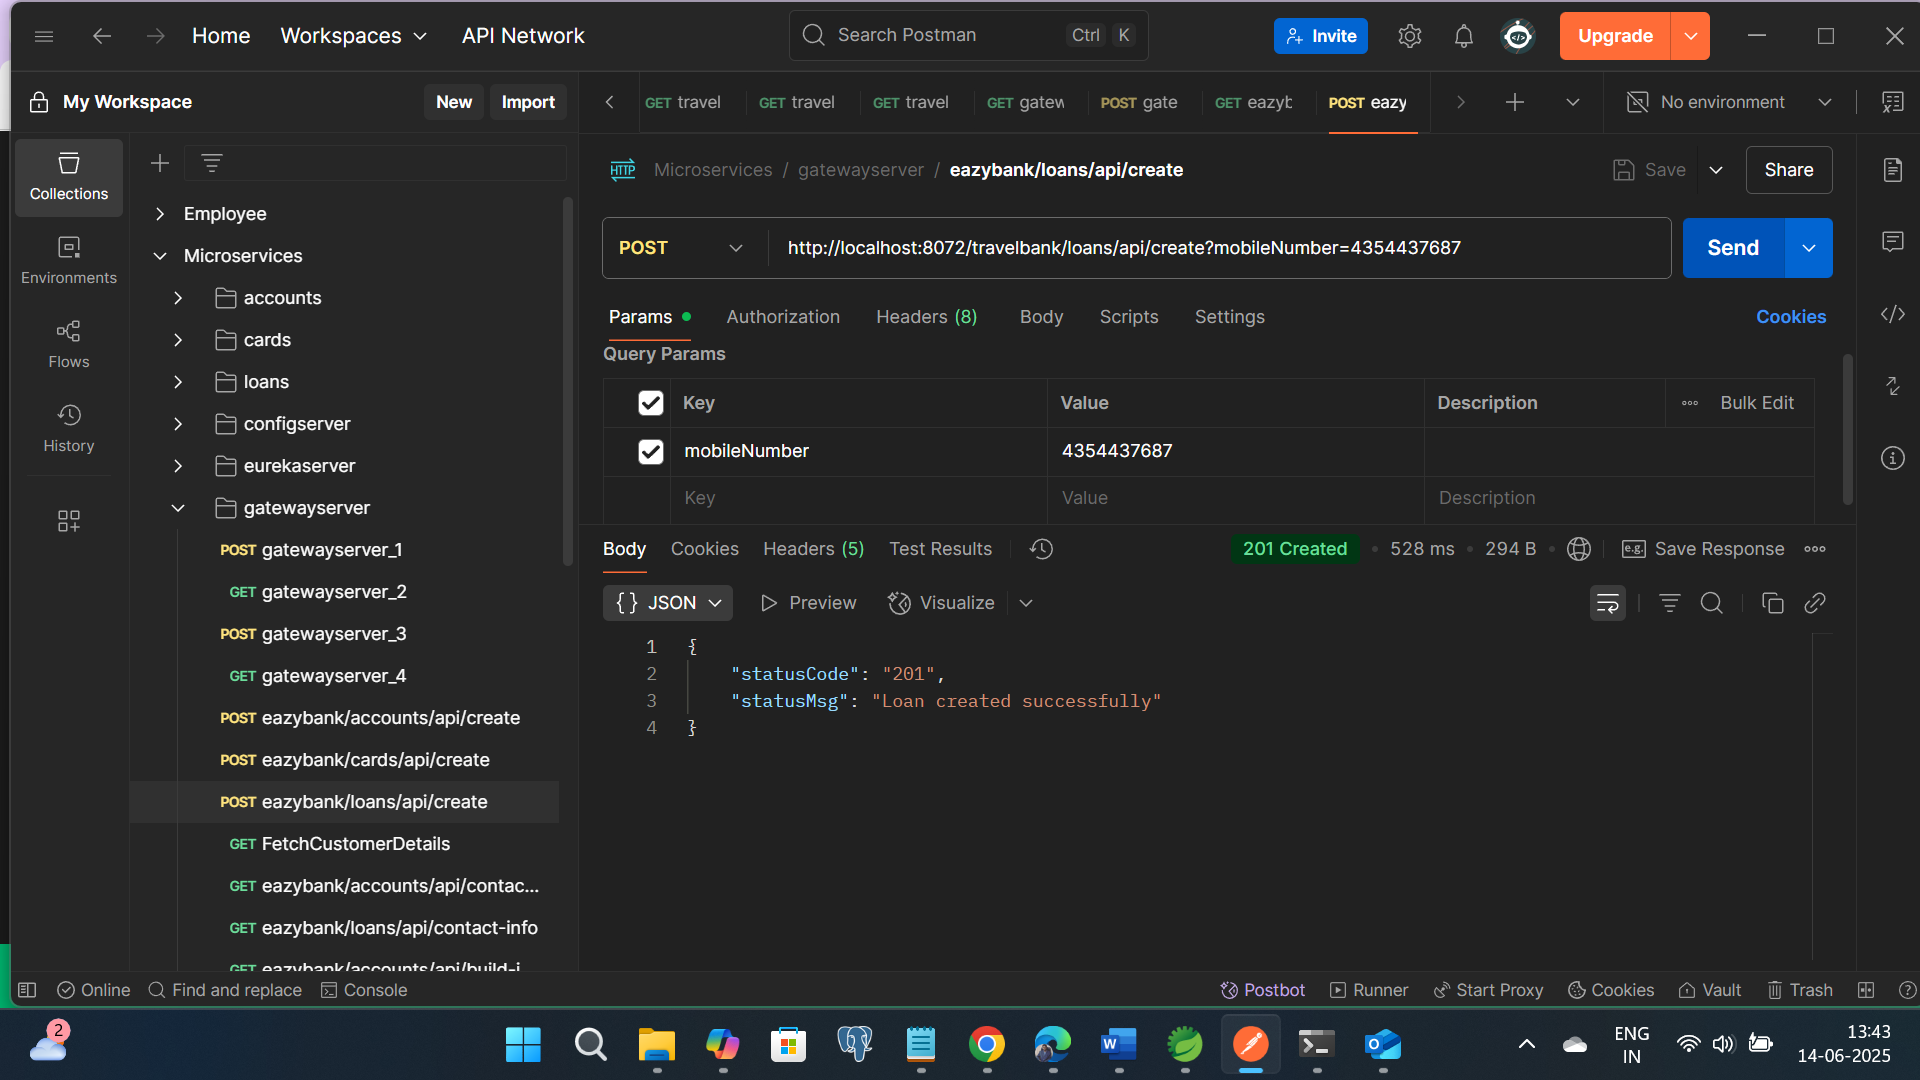 Home
Workspaces
API Network
Search Postman
Ctrl
K
Invite
Upgrade
My Workspace
New
Import
GET travel
GET travel
GET travel
GET gatew
POST gate
GET eazyb
POST eazy
No environment
Collections
Environments
Flows
History
Employee
Microservices
accounts
cards
loans
configserver
eurekaserver
gatewayserver
POST gatewayserver_1
GET gatewayserver_2
POST gatewayserver_3
GET gatewayserver_4
POST eazybank/accounts/api/create
POST eazybank/cards/api/create
POST eazybank/loans/api/create
GET FetchCustomerDetails
GET eazybank/accounts/api/contac...
GET eazybank/loans/api/contact-info
GET eazybank/accounts/api/build-i
HTTP
Microservices / gatewayserver / eazybank/loans/api/create
Save
Share
POST
http://localhost:8072/travelbank/loans/api/create?mobileNumber=4354437687
Send
Params
Authorization
Headers (8)
Body
Scripts
Settings
Cookies
Query Params
Key
Value
Description
Bulk Edit
mobileNumber
4354437687
Key
Value
Description
Body
Cookies
Headers (5)
Test Results
201 Created
528 ms
294 B
e.g.
Save Response
{} JSON
Preview
Visualize
1 {
2 "statusCode": "201",
3 "statusMsg": "Loan created successfully"
4 }
Online
Find and replace
Console
Postbot
Runner
Start Proxy
Cookies
Vault
Trash
2
W
ENG
IN
13:43
14-06-2025